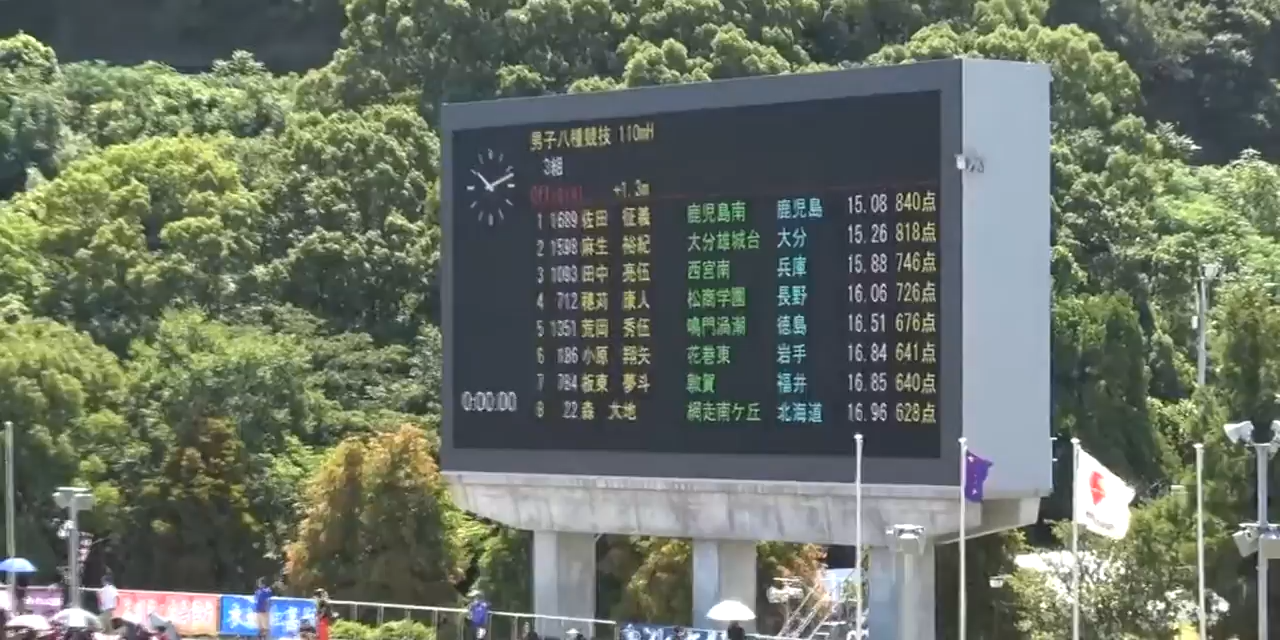 男子八種競技 110mH
3組
Official +1.3m
1 1689 佐田 征義 鹿児島南 鹿児島 15.08 840点
2 1598 麻生 裕紀 大分雄城台 大分 15.26 818点
3 1093 田中 亮伍 西宮南 兵庫 15.88 746点
4 712 康人 松商学園 長野 16.06 726点
5 1351 荒岡 秀伍 鳴門渦潮 徳島 16.51 676点
6 186 小原 翔矢 花巻東 岩手 16.84 641点
7 784 板東 夢斗 敦賀 福井 16.85 640点
8 22 森 大地 網走南ケ丘 北海道 16.96 628点
0:00.00